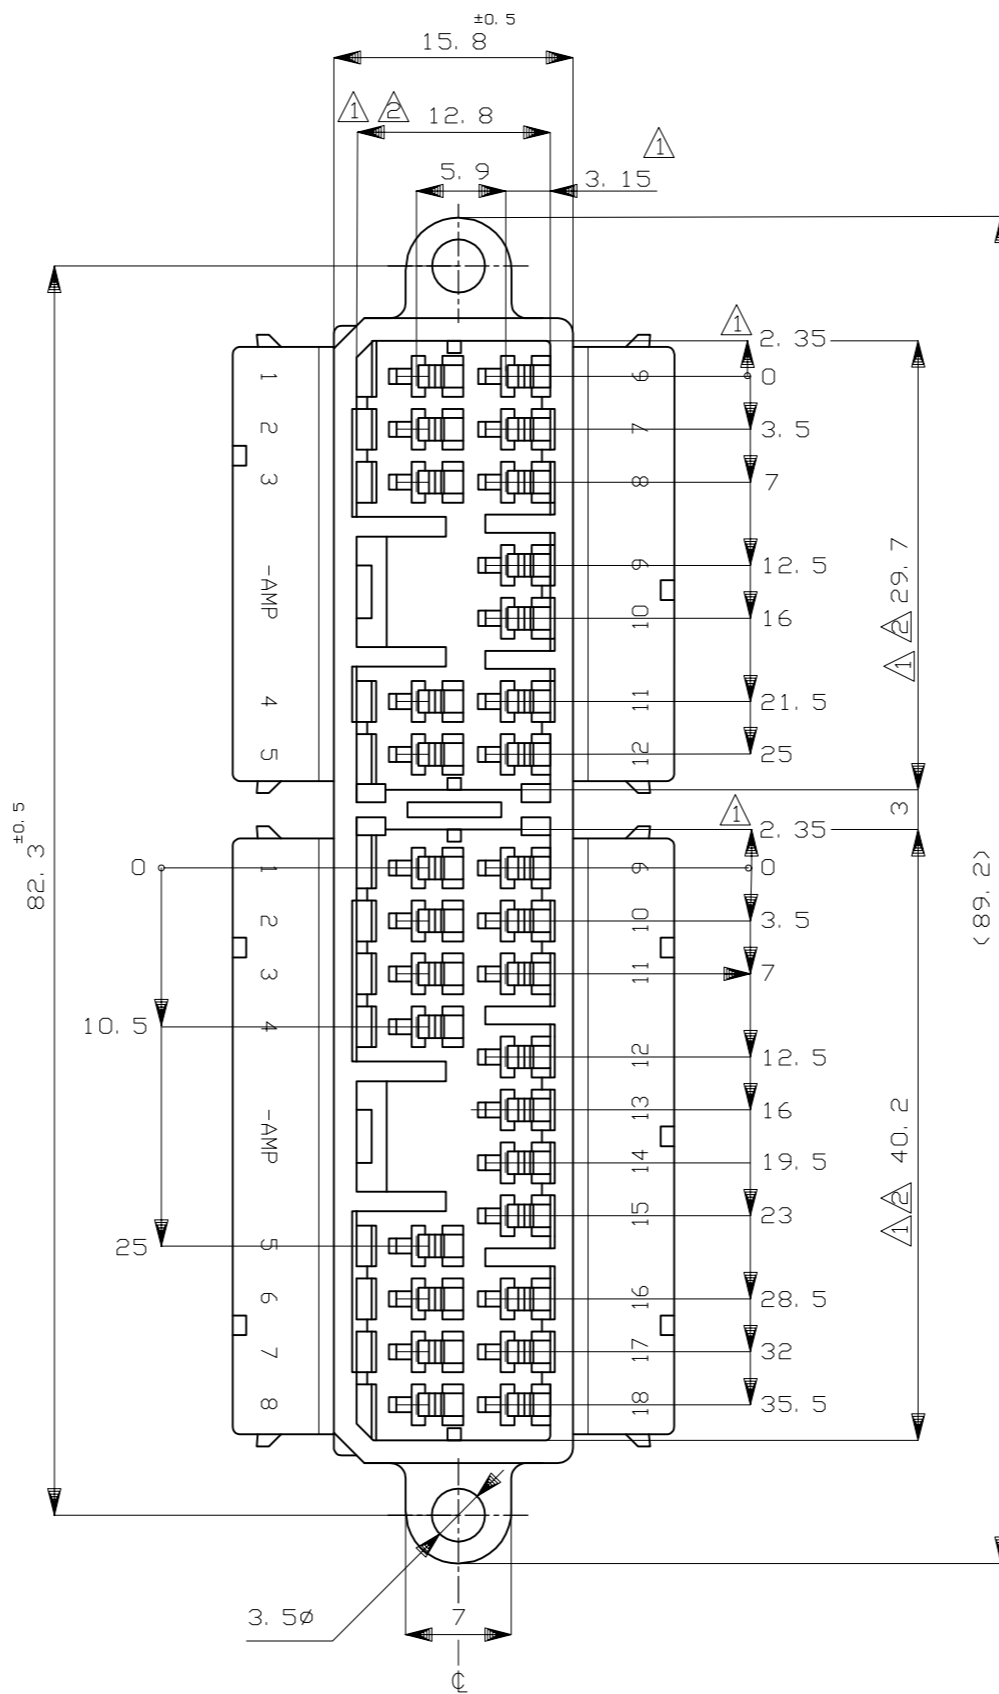 ±0. 5
15. 8
1 2 12. 8
1
5. 9 3. 15
1 2. 35
1 6 0
2 7 3. 5
3 8 7
-AMP 9 12. 5
10 16
4 11 21. 5
5 12 25
1 2 29. 7
3
1 2. 35
0 1 9 0
2 10 3. 5
3 11 7
10. 5 4
12 12. 5
-AMP 13 16
14 19. 5
15 23
25 5
6 16 28. 5
7 17 32
8 18 35. 5
1 2 40. 2
82. 3 ±0. 5
(89. 2)
3. 5ø
7
℄